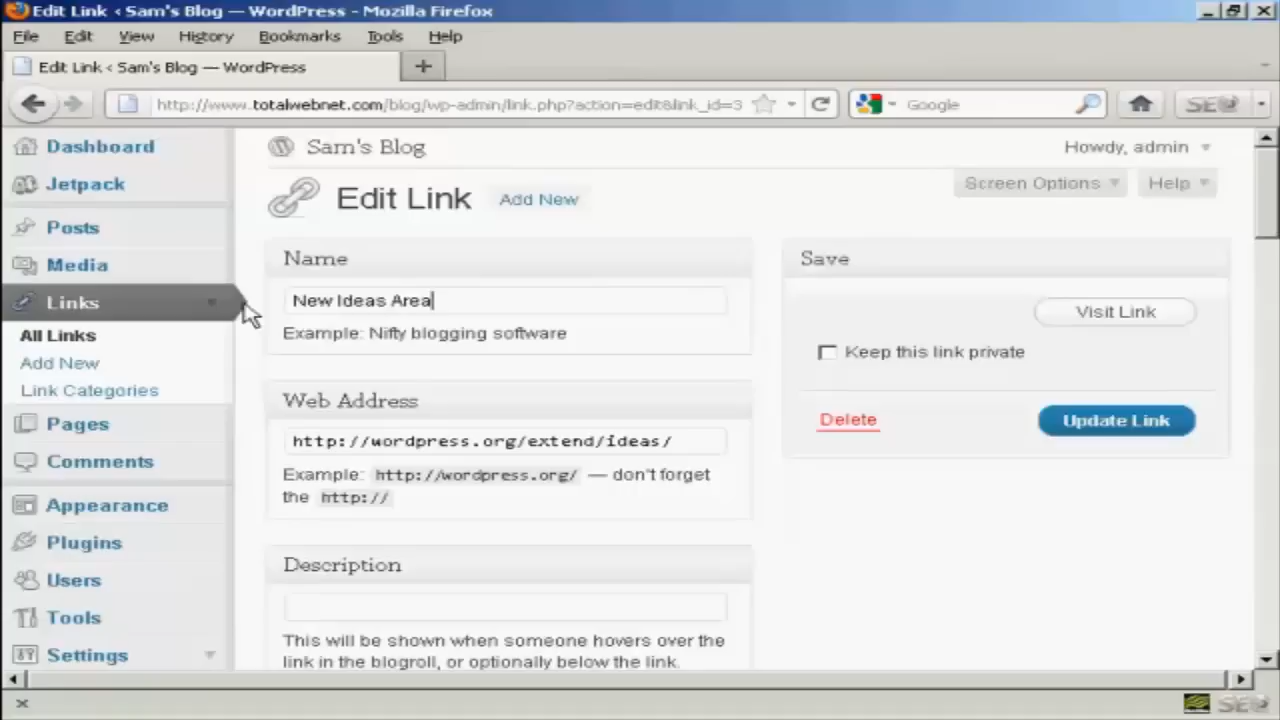 Edit Link ‹ Sam's Blog — WordPress - Mozilla Firefox
File Edit View History Bookmarks Tools Help
Edit Link ‹ Sam's Blog — WordPress
http://www.totalwebnet.com/blog/wp-admin/link.php?action=edit&link_id=3
Google
Dashboard
Jetpack
Posts
Media
Links
All Links
Add New
Link Categories
Pages
Comments
Appearance
Plugins
Users
Tools
Settings
Sam's Blog
Howdy, admin
Screen Options
Help
Edit Link Add New
Name
New Ideas Area
Example: Nifty blogging software
Web Address
http://wordpress.org/extend/ideas/
Example: http://wordpress.org/ — don't forget
the http://
Description
This will be shown when someone hovers over the
link in the blogroll, or optionally below the link.
Save
Visit Link
Keep this link private
Delete
Update Link